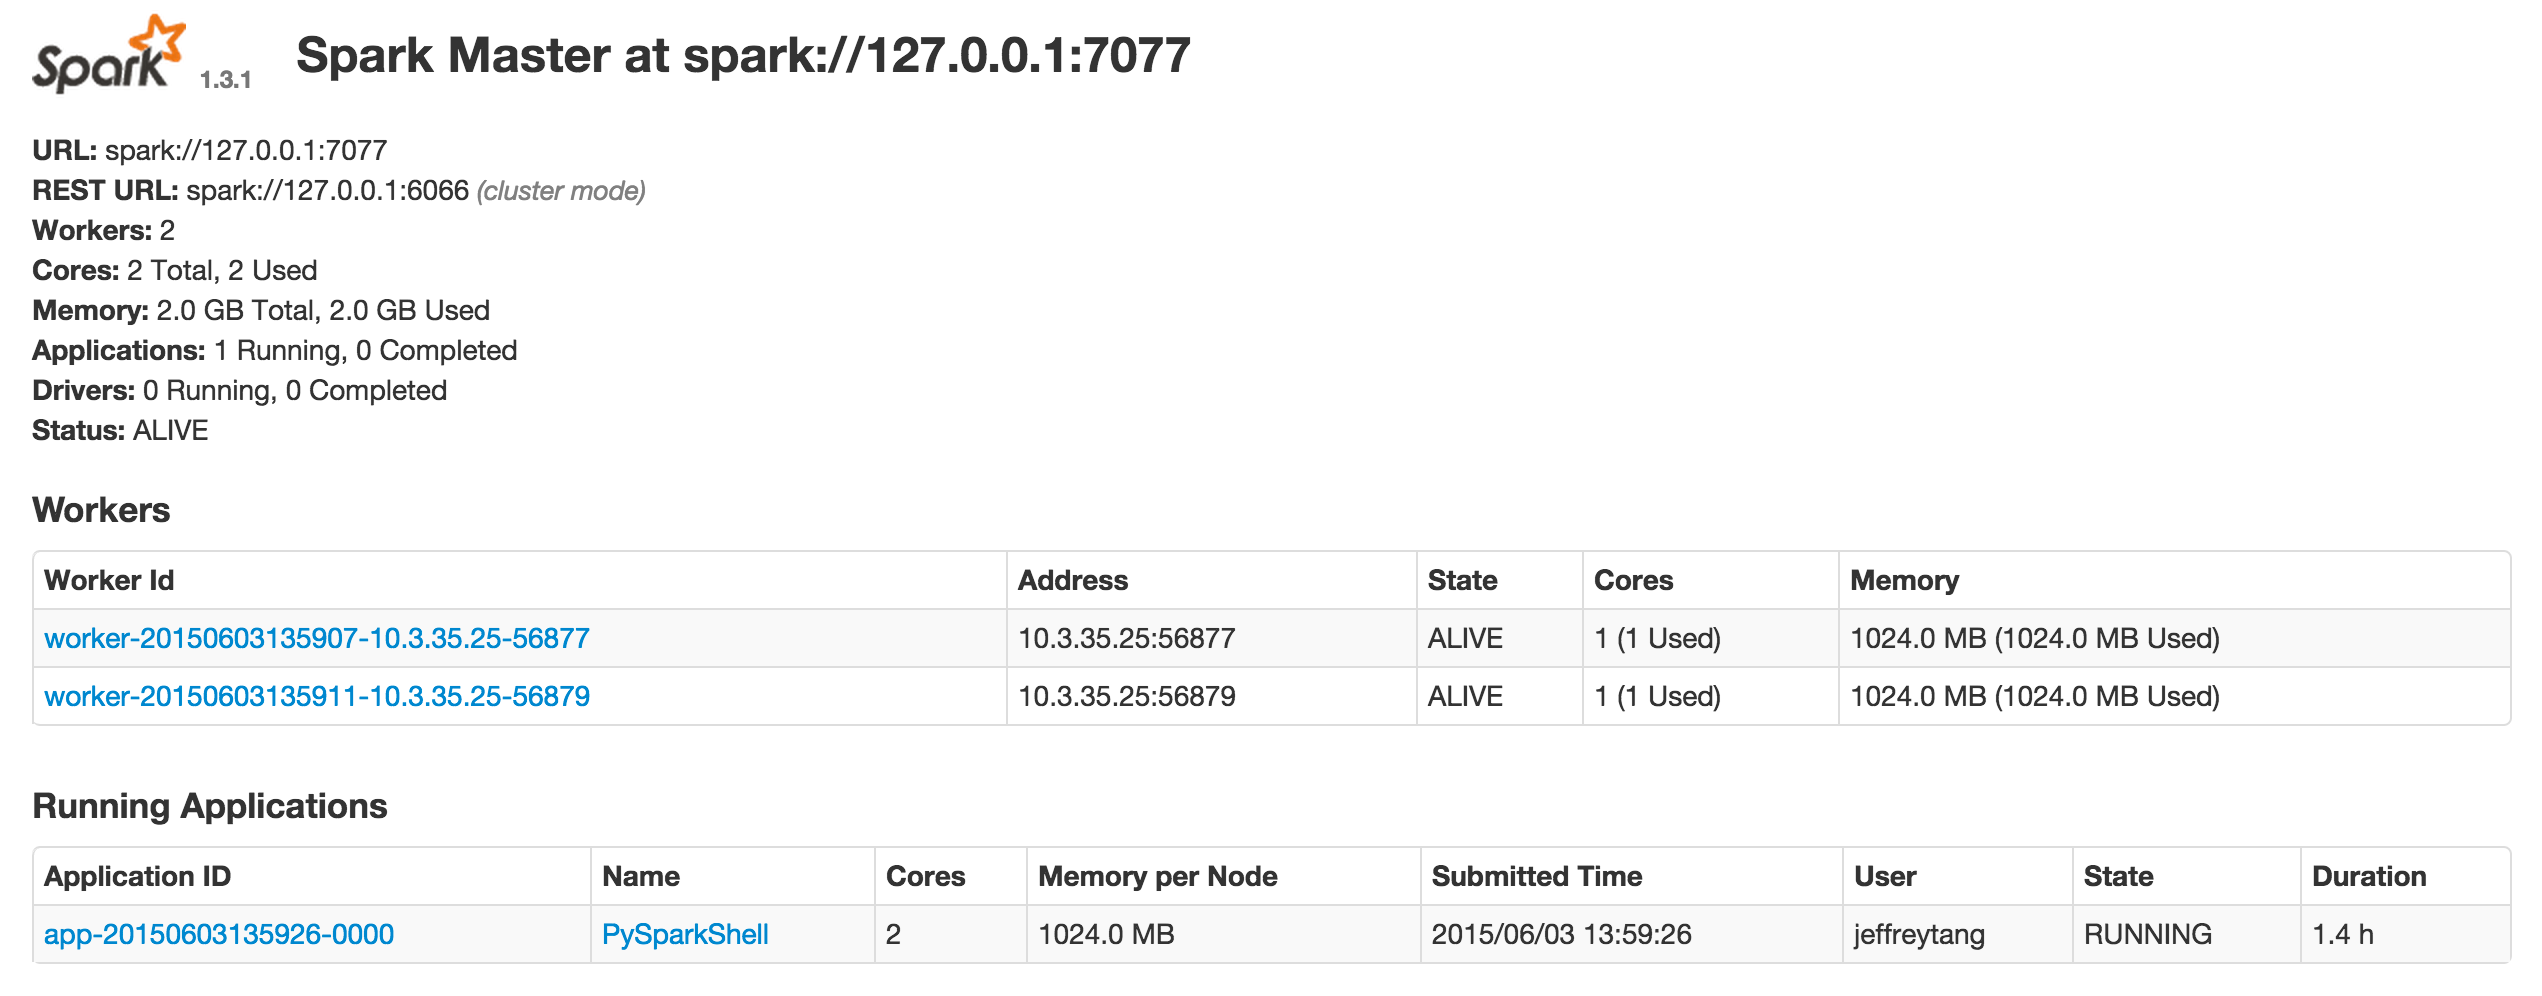 Spark 1.3.1 Spark Master at spark://127.0.0.1:7077
URL: spark://127.0.0.1:7077
REST URL: spark://127.0.0.1:6066 (cluster mode)
Workers: 2
Cores: 2 Total, 2 Used
Memory: 2.0 GB Total, 2.0 GB Used
Applications: 1 Running, 0 Completed
Drivers: 0 Running, 0 Completed
Status: ALIVE
Workers
Worker Id Address State Cores Memory
worker-20150603135907-10.3.35.25-56877 10.3.35.25:56877 ALIVE 1 (1 Used) 1024.0 MB (1024.0 MB Used)
worker-20150603135911-10.3.35.25-56879 10.3.35.25:56879 ALIVE 1 (1 Used) 1024.0 MB (1024.0 MB Used)
Running Applications
Application ID Name Cores Memory per Node Submitted Time User State Duration
app-20150603135926-0000 PySparkShell 2 1024.0 MB 2015/06/03 13:59:26 jeffreytang RUNNING 1.4 h